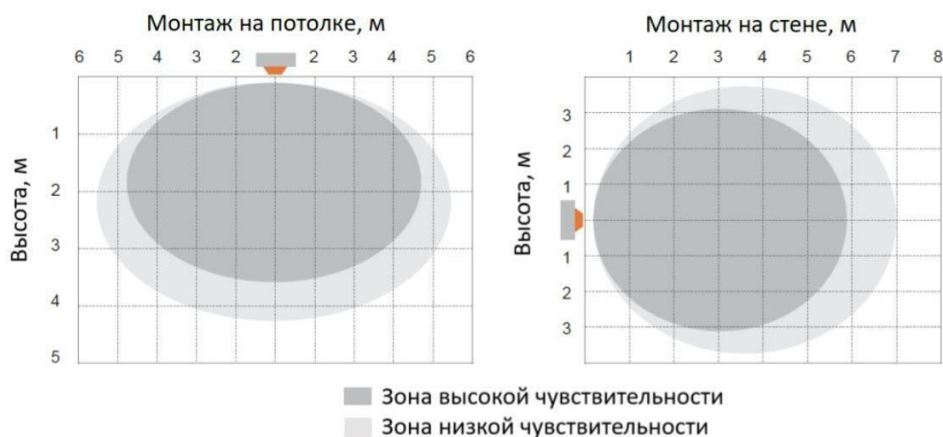 Монтаж на потолке, м
6 5 4 3 2 2 3 4 5 6
Высота, м
1
2
3
4
5
Монтаж на стене, м
1 2 3 4 5 6 7 8
Высота, м
3
2
1
1
2
3
Зона высокой чувствительности
Зона низкой чувствительности